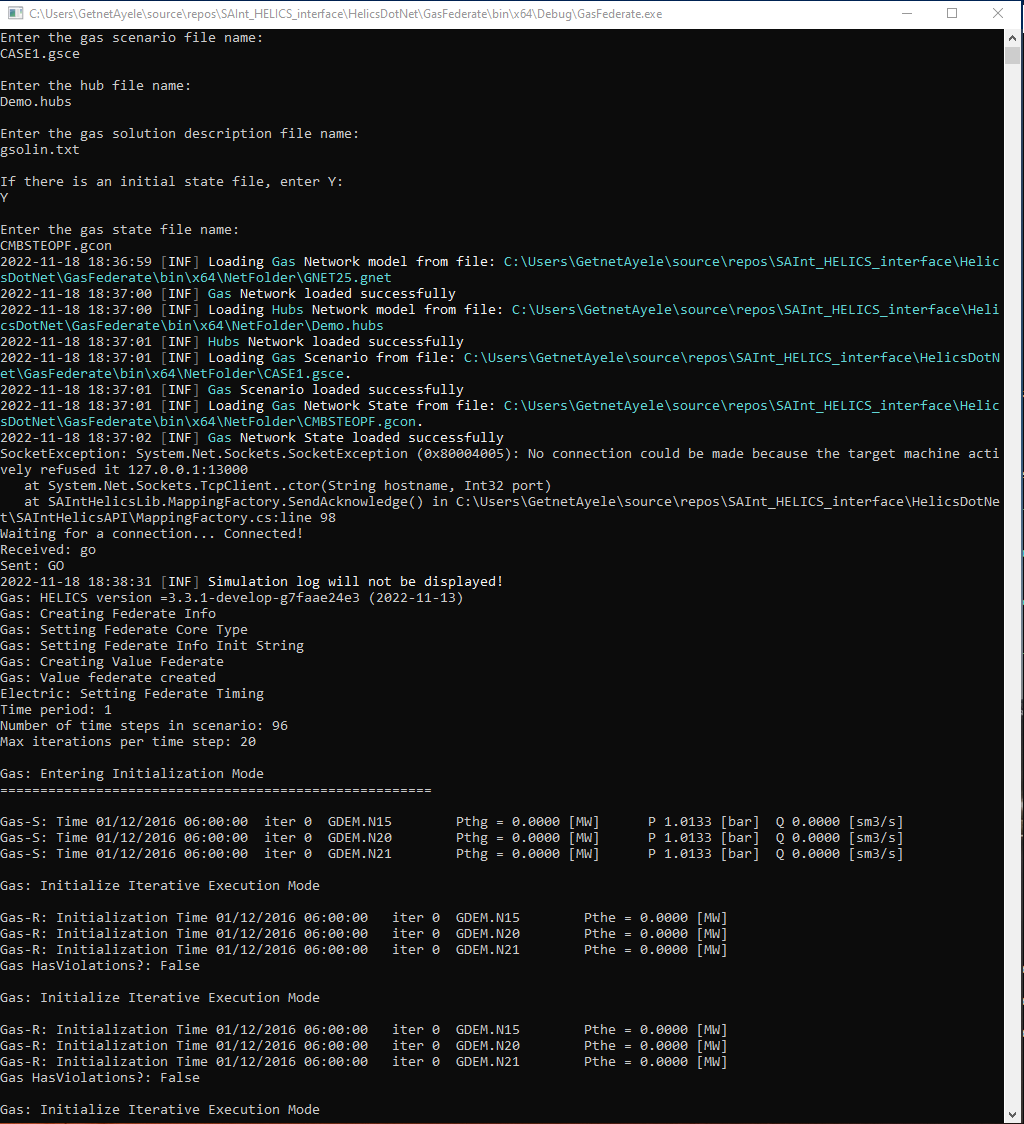 C:\Users\GetnetAyele\source\repos\SAInt_HELICS_interface\HelicsDotNet\GasFederate\bin\x64\Debug\GasFederate.exe
Enter the gas scenario file name:
CASE1.gsce
Enter the hub file name:
Demo.hubs
Enter the gas solution description file name:
gsolin.txt
If there is an initial state file, enter Y:
Y
Enter the gas state file name:
CMBSTEOPF.gcon
2022-11-18 18:36:59 [INF] Loading Gas Network model from file: C:\Users\GetnetAyele\source\repos\SAInt_HELICS_interface\Helic
sDotNet\GasFederate\bin\x64\NetFolder\GNET25.gnet
2022-11-18 18:37:00 [INF] Gas Network loaded successfully
2022-11-18 18:37:00 [INF] Loading Hubs Network model from file: C:\Users\GetnetAyele\source\repos\SAInt_HELICS_interface\Heli
csDotNet\GasFederate\bin\x64\NetFolder\Demo.hubs
2022-11-18 18:37:01 [INF] Hubs Network loaded successfully
2022-11-18 18:37:01 [INF] Loading Gas Scenario from file: C:\Users\GetnetAyele\source\repos\SAInt_HELICS_interface\HelicsDotN
et\GasFederate\bin\x64\NetFolder\CASE1.gsce.
2022-11-18 18:37:01 [INF] Gas Scenario loaded successfully
2022-11-18 18:37:01 [INF] Loading Gas Network State from file: C:\Users\GetnetAyele\source\repos\SAInt_HELICS_interface\Helic
sDotNet\GasFederate\bin\x64\NetFolder\CMBSTEOPF.gcon.
2022-11-18 18:37:02 [INF] Gas Network State loaded successfully
SocketException: System.Net.Sockets.SocketException (0x80004005): No connection could be made because the target machine acti
vely refused it 127.0.0.1:13000
   at System.Net.Sockets.TcpClient..ctor(String hostname, Int32 port)
   at SAIntHelicsLib.MappingFactory.SendAcknowledge() in C:\Users\GetnetAyele\source\repos\SAInt_HELICS_interface\HelicsDotNe
t\SAIntHelicsAPI\MappingFactory.cs:line 98
Waiting for a connection... Connected!
Received: go
Sent: GO
2022-11-18 18:38:31 [INF] Simulation log will not be displayed!
Gas: HELICS version =3.3.1-develop-g7faae24e3 (2022-11-13)
Gas: Creating Federate Info
Gas: Setting Federate Core Type
Gas: Setting Federate Info Init String
Gas: Creating Value Federate
Gas: Value federate created
Electric: Setting Federate Timing
Time period: 1
Number of time steps in scenario: 96
Max iterations per time step: 20
Gas: Entering Initialization Mode
======================================================
Gas-S: Time 01/12/2016 06:00:00  iter 0  GDEM.N15        Pthg = 0.0000 [MW]      P 1.0133 [bar]  Q 0.0000 [sm3/s]
Gas-S: Time 01/12/2016 06:00:00  iter 0  GDEM.N20        Pthg = 0.0000 [MW]      P 1.0133 [bar]  Q 0.0000 [sm3/s]
Gas-S: Time 01/12/2016 06:00:00  iter 0  GDEM.N21        Pthg = 0.0000 [MW]      P 1.0133 [bar]  Q 0.0000 [sm3/s]
Gas: Initialize Iterative Execution Mode
Gas-R: Initialization Time 01/12/2016 06:00:00   iter 0  GDEM.N15        Pthe = 0.0000 [MW]
Gas-R: Initialization Time 01/12/2016 06:00:00   iter 0  GDEM.N20        Pthe = 0.0000 [MW]
Gas-R: Initialization Time 01/12/2016 06:00:00   iter 0  GDEM.N21        Pthe = 0.0000 [MW]
Gas HasViolations?: False
Gas: Initialize Iterative Execution Mode
Gas-R: Initialization Time 01/12/2016 06:00:00   iter 0  GDEM.N15        Pthe = 0.0000 [MW]
Gas-R: Initialization Time 01/12/2016 06:00:00   iter 0  GDEM.N20        Pthe = 0.0000 [MW]
Gas-R: Initialization Time 01/12/2016 06:00:00   iter 0  GDEM.N21        Pthe = 0.0000 [MW]
Gas HasViolations?: False
Gas: Initialize Iterative Execution Mode